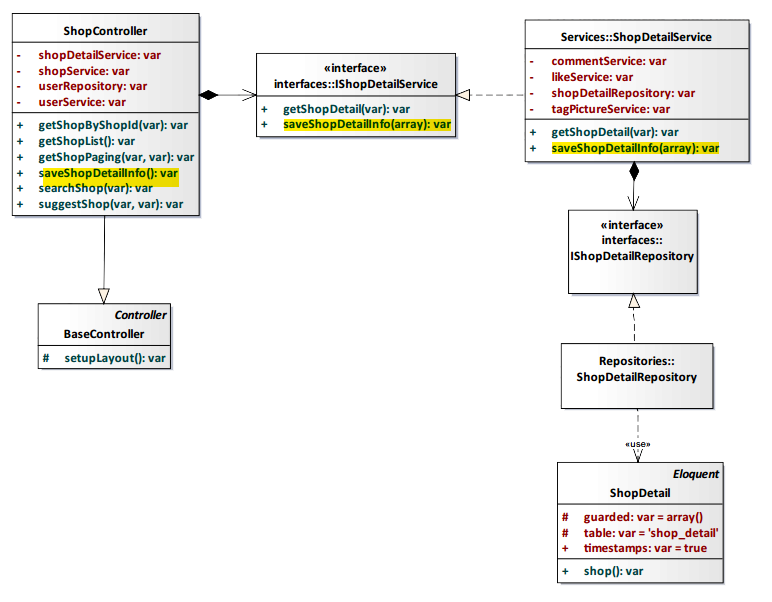 ShopController
- shopDetailService: var
- shopService: var
- userRepository: var
- userService: var
+ getShopByShopId(var): var
+ getShopList(): var
+ getShopPaging(var, var): var
+ saveShopDetailInfo(): var
+ searchShop(var): var
+ suggestShop(var, var): var
«interface»
interfaces::IShopDetailService
+ getShopDetail(var): var
+ saveShopDetailInfo(array): var
Services::ShopDetailService
- commentService: var
- likeService: var
- shopDetailRepository: var
- tagPictureService: var
+ getShopDetail(var): var
+ saveShopDetailInfo(array): var
«interface»
interfaces::
IShopDetailRepository
Controller
BaseController
# setupLayout(): var
Repositories::
ShopDetailRepository
«use»
Eloquent
ShopDetail
# guarded: var = array()
# table: var = 'shop_detail'
+ timestamps: var = true
+ shop(): var